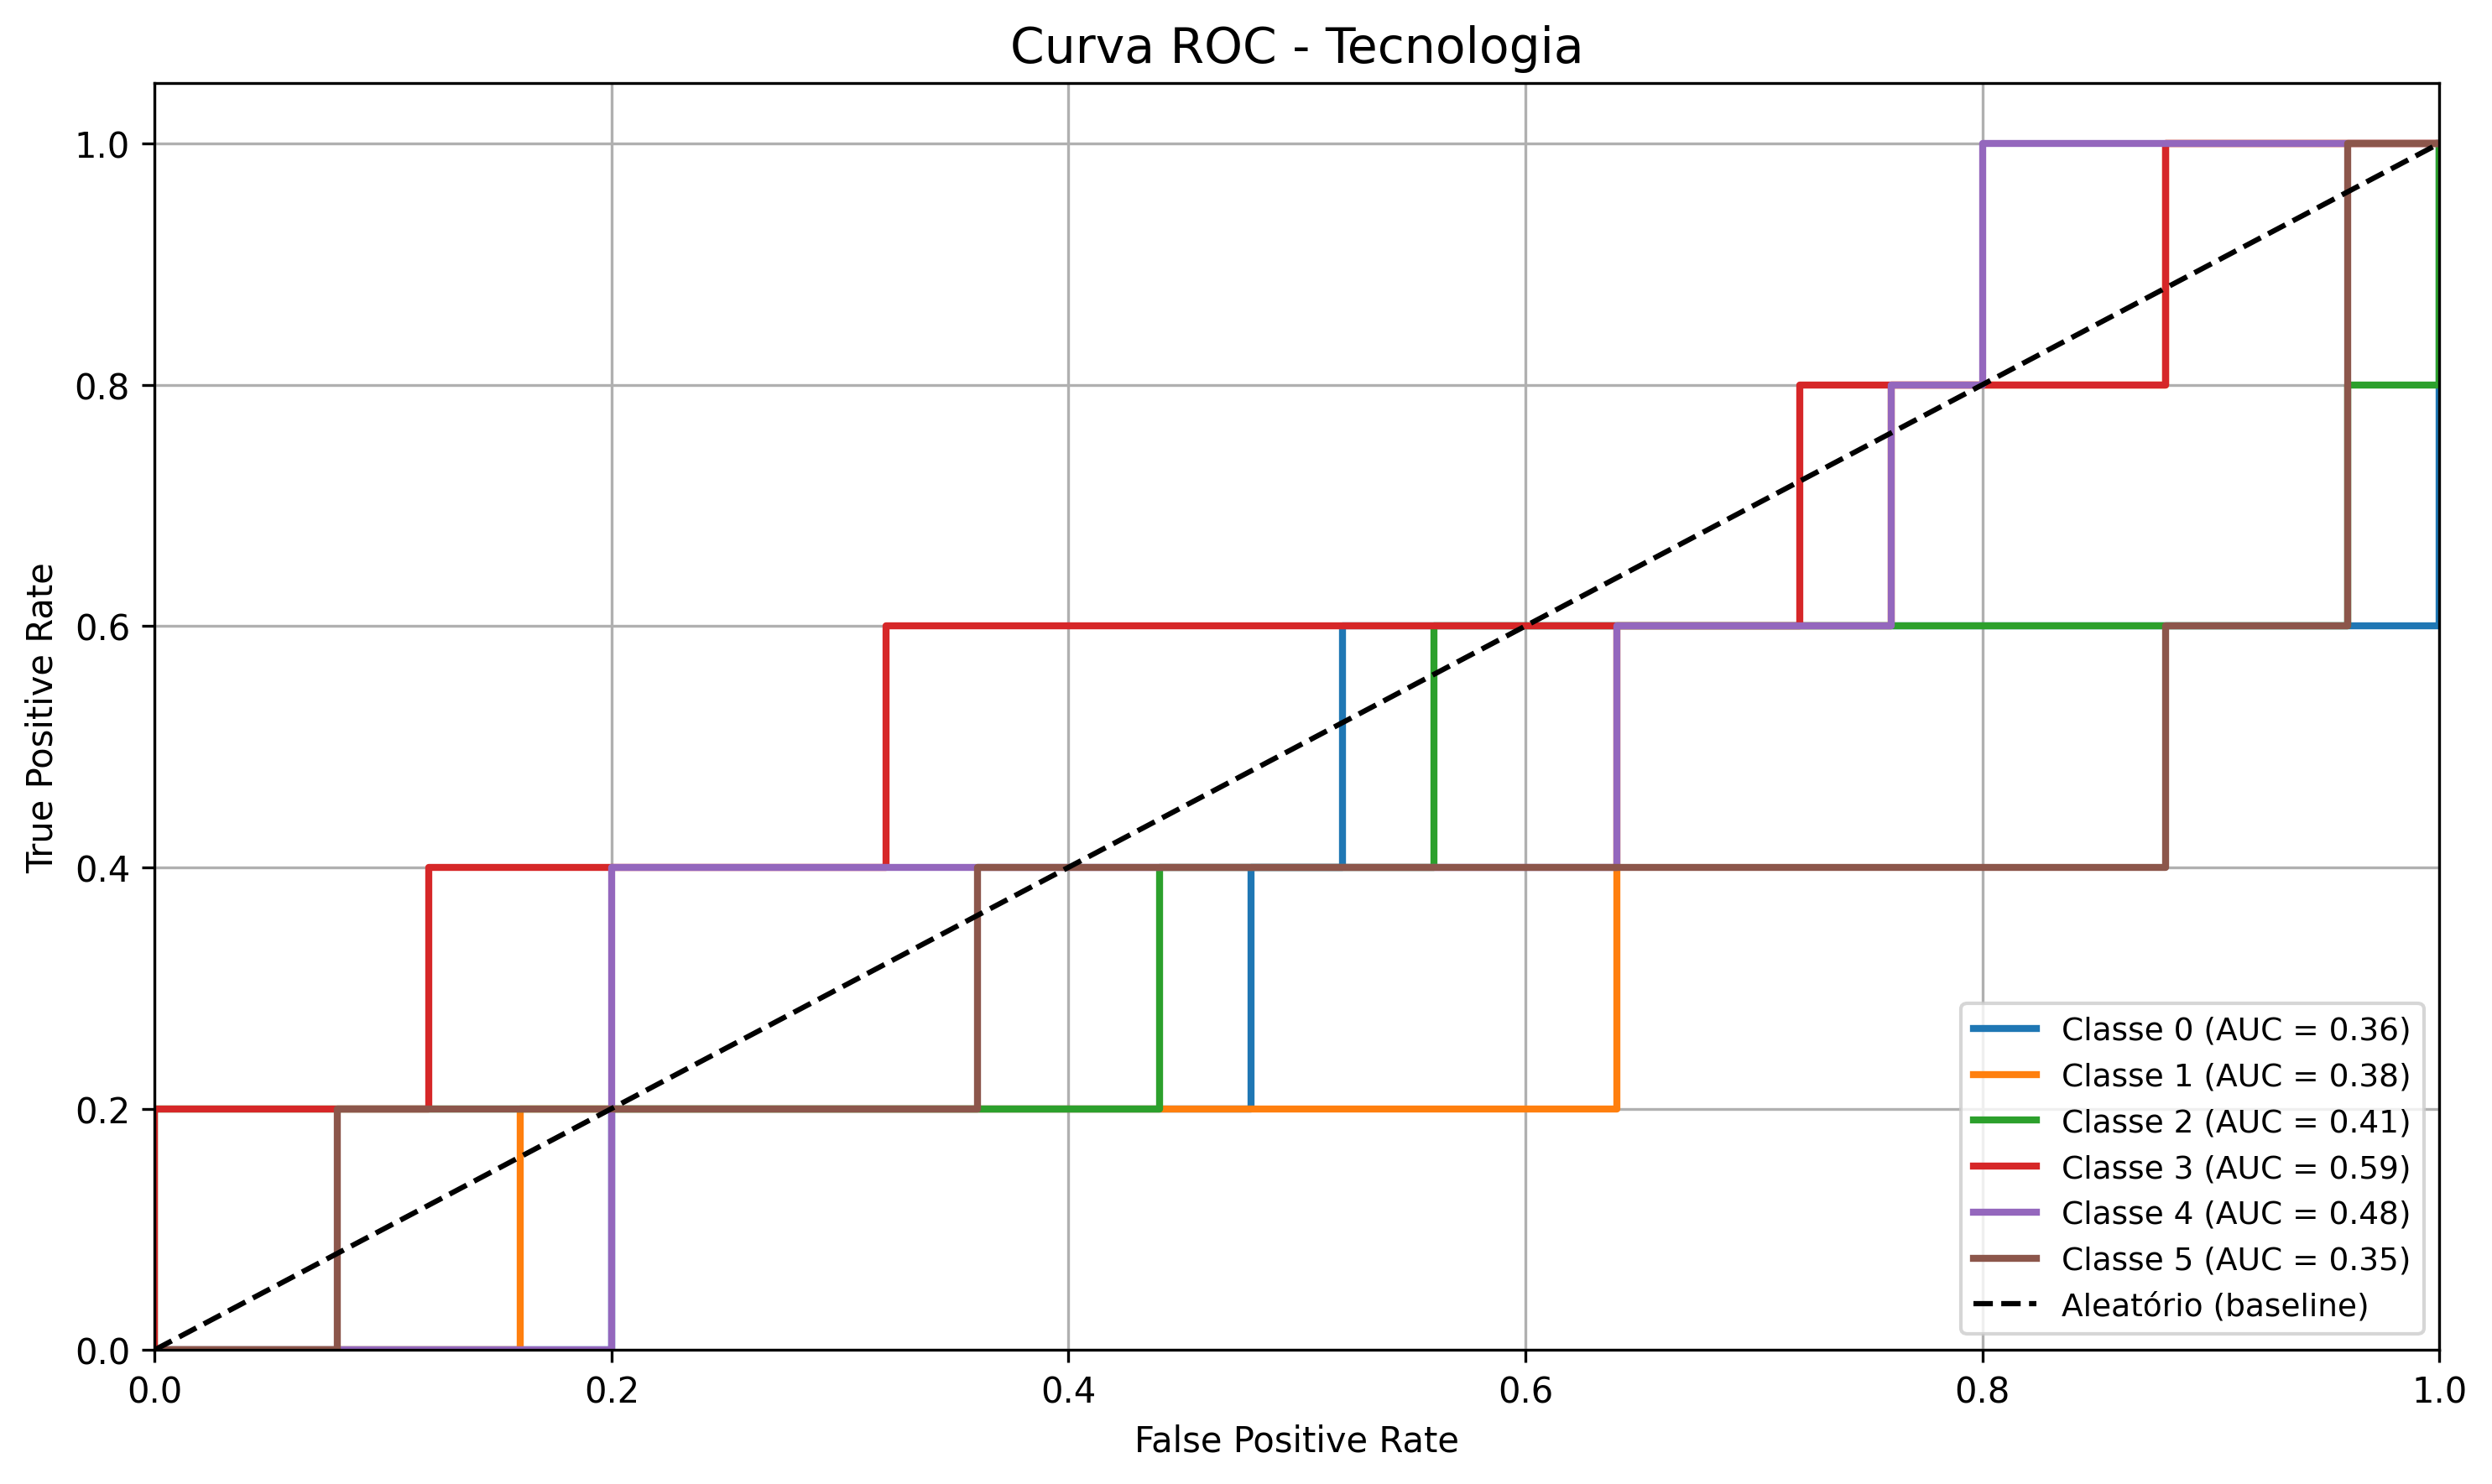 Curva ROC - Tecnologia
True Positive Rate
1.0
0.8
0.6
0.4
0.2
0.0
0.0 0.2 0.4 0.6 0.8 1.0
False Positive Rate
Classe 0 (AUC = 0.36)
Classe 1 (AUC = 0.38)
Classe 2 (AUC = 0.41)
Classe 3 (AUC = 0.59)
Classe 4 (AUC = 0.48)
Classe 5 (AUC = 0.35)
Aleatório (baseline)